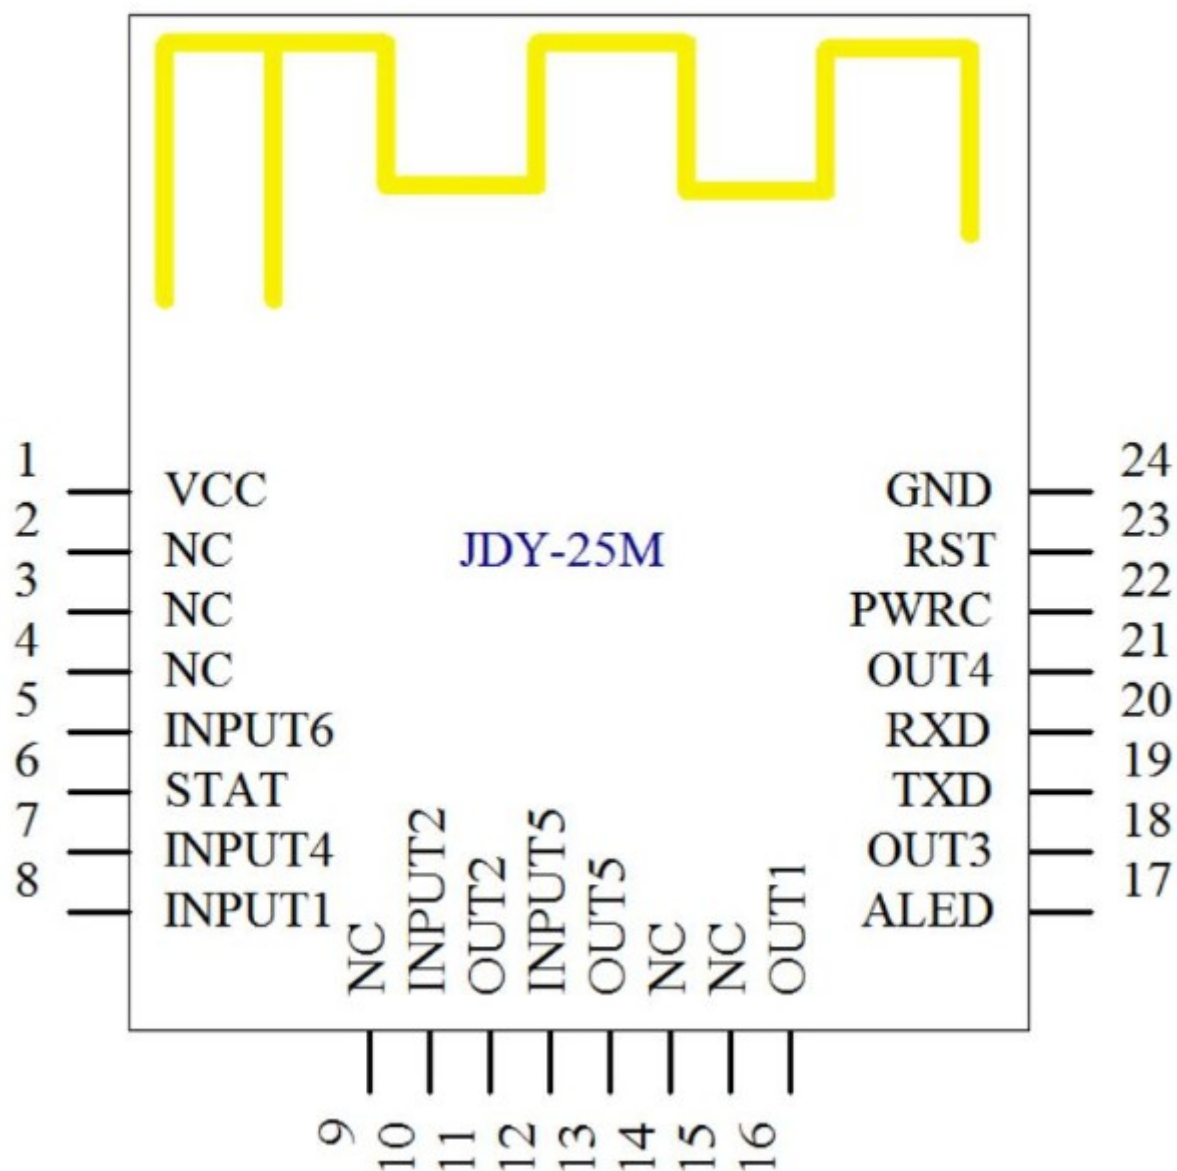 JDY-25M
1 VCC
2 NC
3 NC
4 NC
5 INPUT6
6 STAT
7 INPUT4
8 INPUT1
9 NC
10 INPUT2
11 OUT2
12 INPUT5
13 OUT5
14 NC
15 NC
16 OUT1
17 ALED
18 OUT3
19 TXD
20 RXD
21 OUT4
22 PWRC
23 RST
24 GND